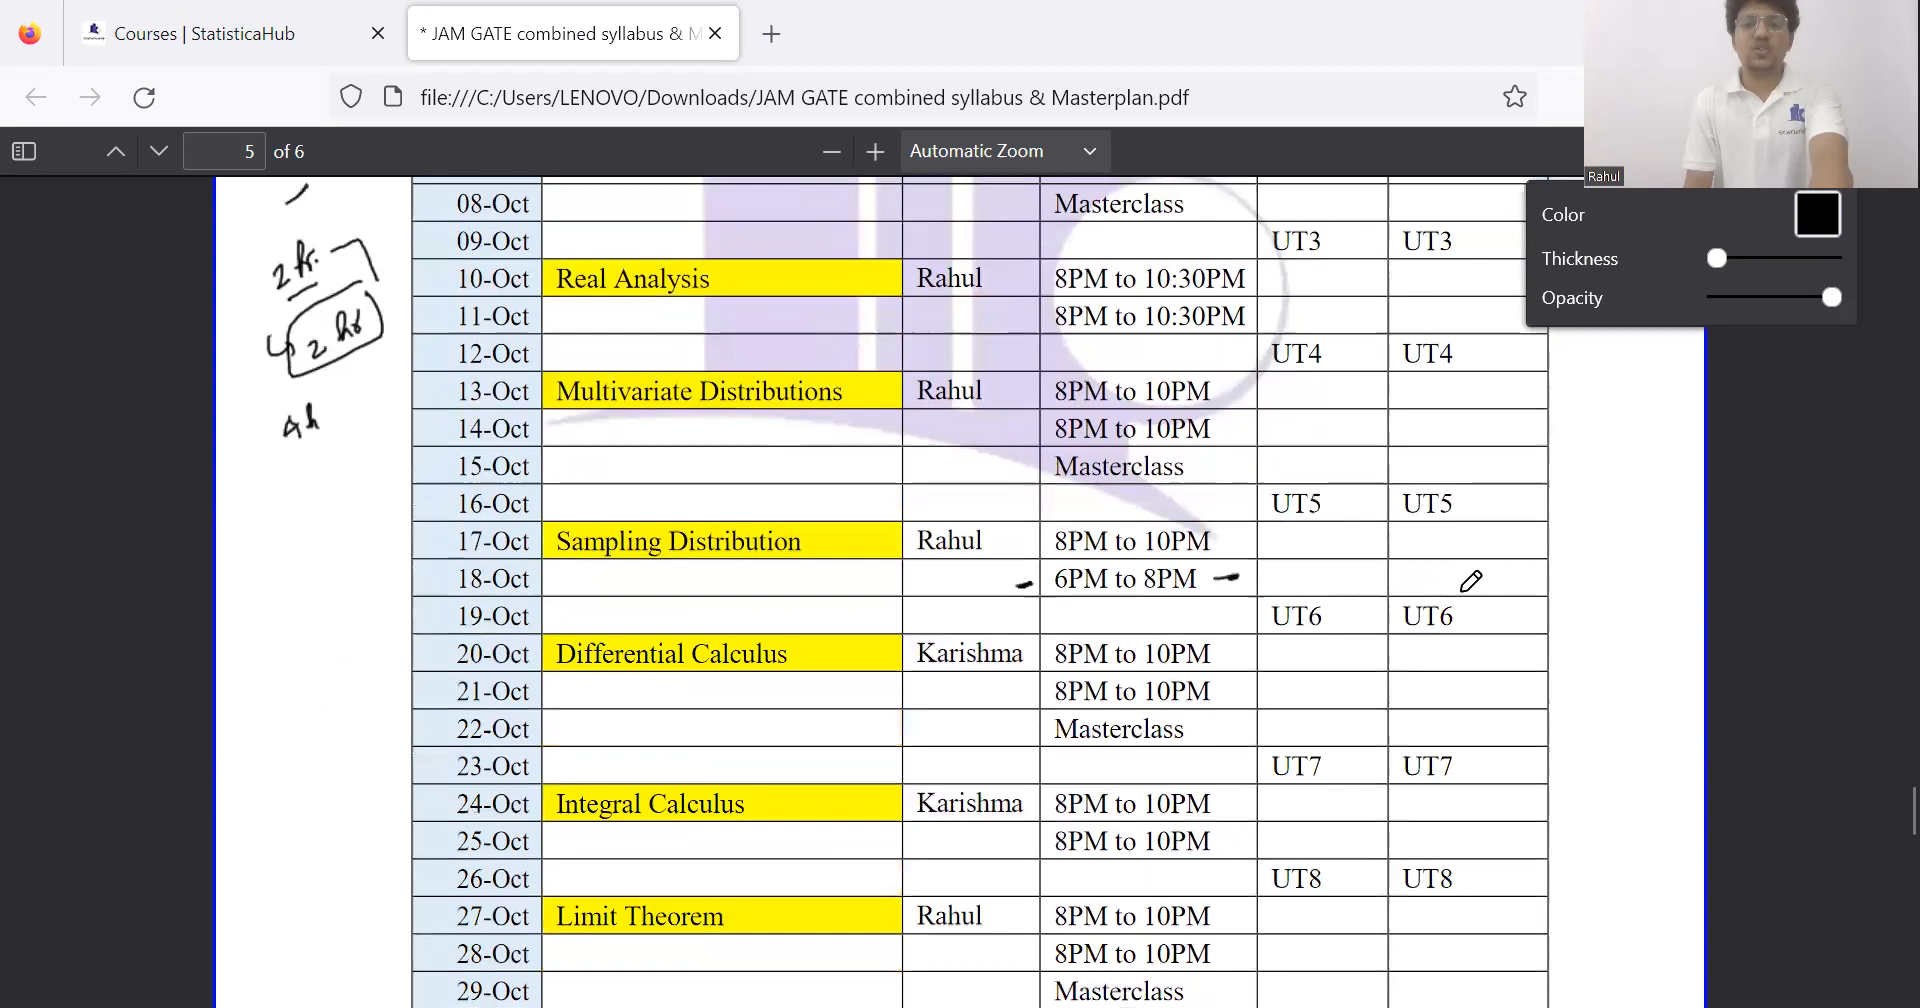 Courses | StatisticaHub
* JAM GATE combined syllabus & M
file:///C:/Users/LENOVO/Downloads/JAM GATE combined syllabus & Masterplan.pdf
5 of 6
Automatic Zoom
Rahul
Color
Thickness
Opacity
2 hr.
2 hr
4h
08-Oct Masterclass
09-Oct UT3 UT3
10-Oct Real Analysis Rahul 8PM to 10:30PM
11-Oct 8PM to 10:30PM
12-Oct UT4 UT4
13-Oct Multivariate Distributions Rahul 8PM to 10PM
14-Oct 8PM to 10PM
15-Oct Masterclass
16-Oct UT5 UT5
17-Oct Sampling Distribution Rahul 8PM to 10PM
18-Oct 6PM to 8PM
19-Oct UT6 UT6
20-Oct Differential Calculus Karishma 8PM to 10PM
21-Oct 8PM to 10PM
22-Oct Masterclass
23-Oct UT7 UT7
24-Oct Integral Calculus Karishma 8PM to 10PM
25-Oct 8PM to 10PM
26-Oct UT8 UT8
27-Oct Limit Theorem Rahul 8PM to 10PM
28-Oct 8PM to 10PM
29-Oct Masterclass